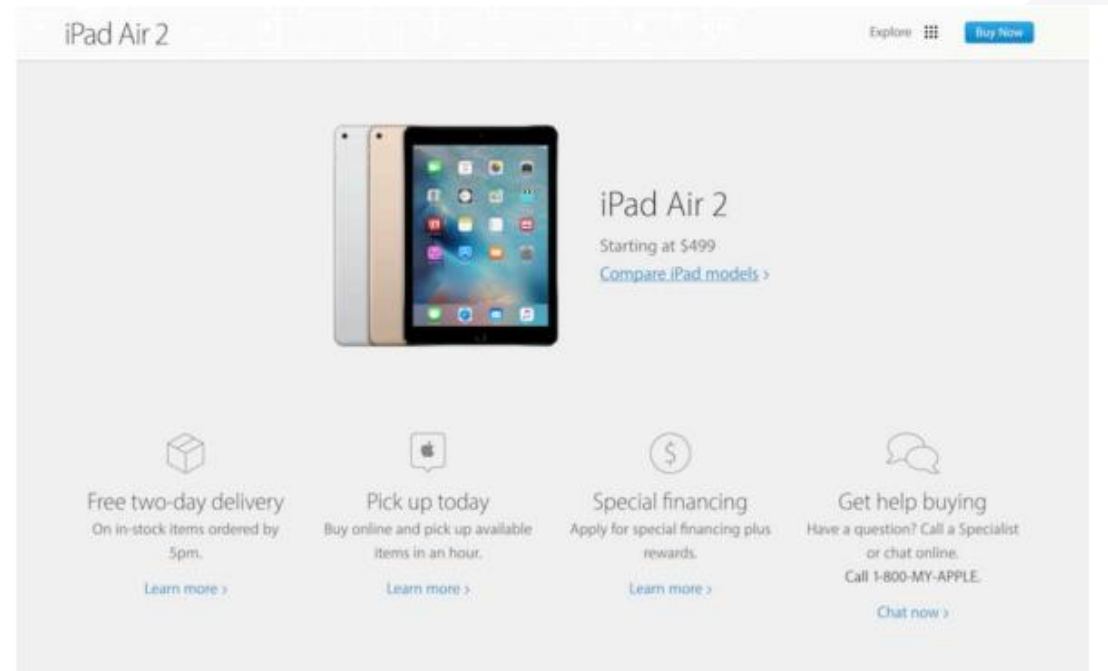 iPad Air 2
Explore
Buy Now
iPad Air 2
Starting at $499
Compare iPad models >
Free two-day delivery
On in-stock items ordered by
5pm.
Learn more >
Pick up today
Buy online and pick up available
items in an hour.
Learn more >
Special financing
Apply for special financing plus
rewards.
Learn more >
Get help buying
Have a question? Call a Specialist
or chat online.
Call 1-800-MY-APPLE.
Chat now >